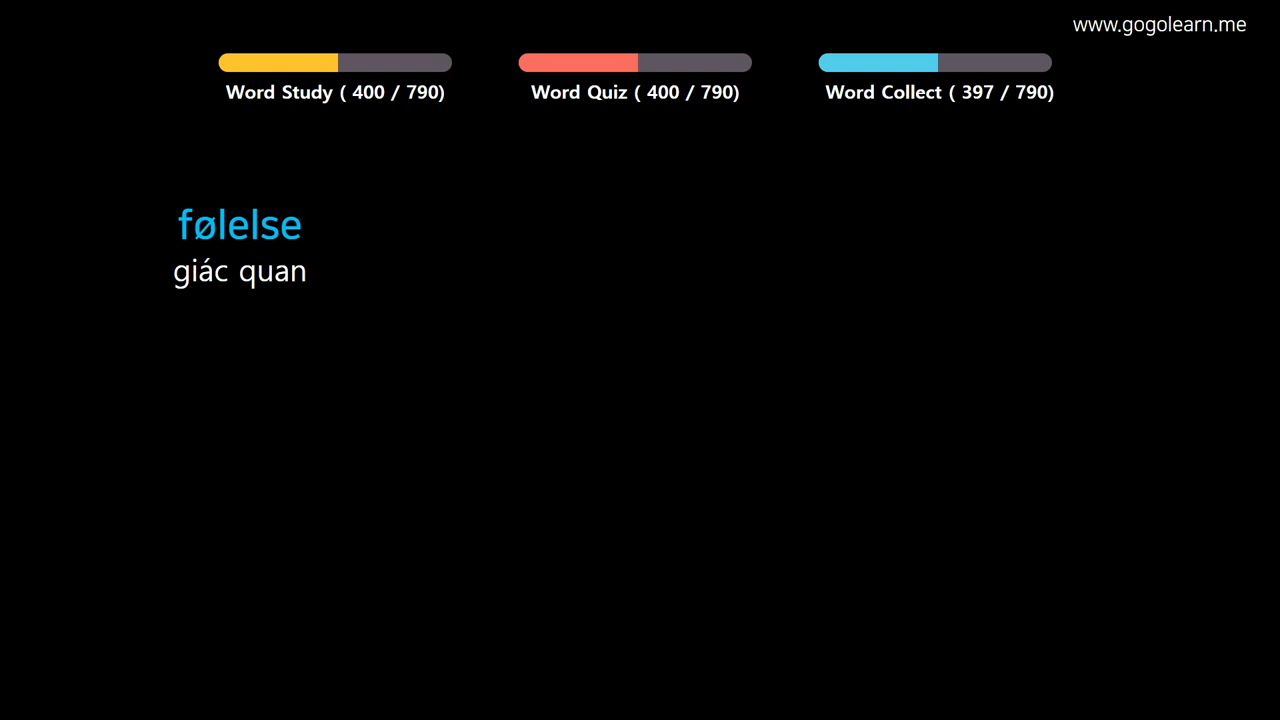 www.gogolearn.me
Word Study ( 400 / 790)
Word Quiz ( 400 / 790)
Word Collect ( 397 / 790)
følelse
giác quan